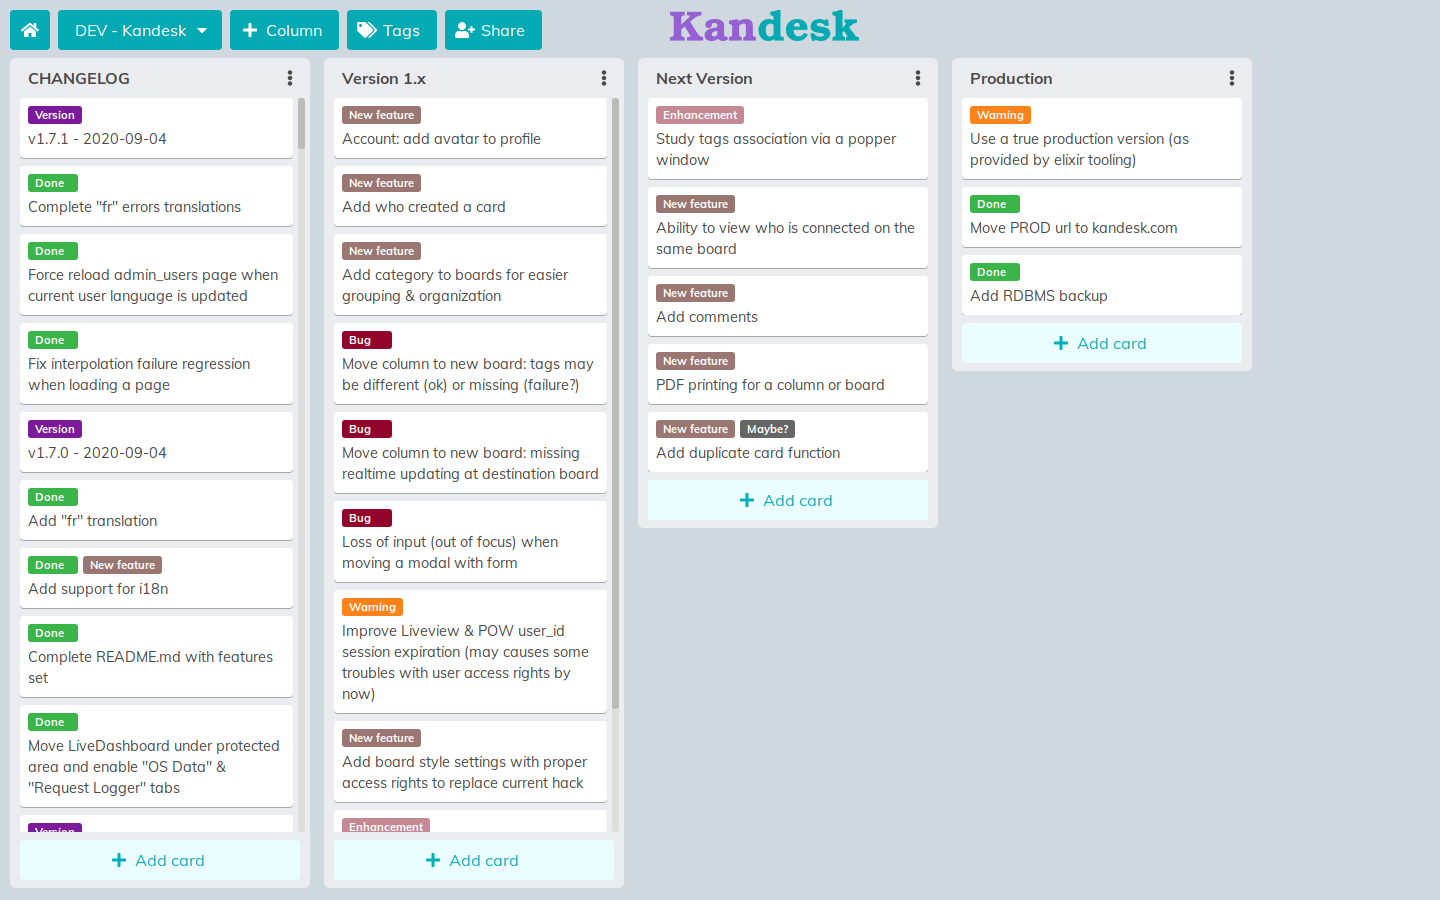 DEV - Kandesk
Column
Tags
Share
Kandesk
CHANGELOG
Version
v1.7.1 - 2020-09-04
Done
Complete "fr" errors translations
Done
Force reload admin_users page when
current user language is updated
Done
Fix interpolation failure regression
when loading a page
Version
v1.7.0 - 2020-09-04
Done
Add "fr" translation
Done New feature
Add support for i18n
Done
Complete README.md with features
set
Done
Move LiveDashboard under protected
area and enable "OS Data" &
"Request Logger" tabs
Version
Add card
Version 1.x
New feature
Account: add avatar to profile
New feature
Add who created a card
New feature
Add category to boards for easier
grouping & organization
Bug
Move column to new board: tags may
be different (ok) or missing (failure?)
Bug
Move column to new board: missing
realtime updating at destination board
Bug
Loss of input (out of focus) when
moving a modal with form
Warning
Improve Liveview & POW user_id
session expiration (may causes some
troubles with user access rights by
now)
New feature
Add board style settings with proper
access rights to replace current hack
Enhancement
Add card
Next Version
Enhancement
Study tags association via a popper
window
New feature
Ability to view who is connected on the
same board
New feature
Add comments
New feature
PDF printing for a column or board
New feature Maybe?
Add duplicate card function
Add card
Production
Warning
Use a true production version (as
provided by elixir tooling)
Done
Move PROD url to kandesk.com
Done
Add RDBMS backup
Add card